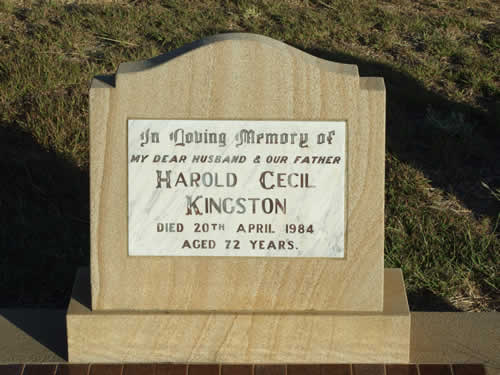 In Loving Memory of
MY DEAR HUSBAND & OUR FATHER
HAROLD CECIL
KINGSTON
DIED 20TH APRIL 1984
AGED 72 YEARS.